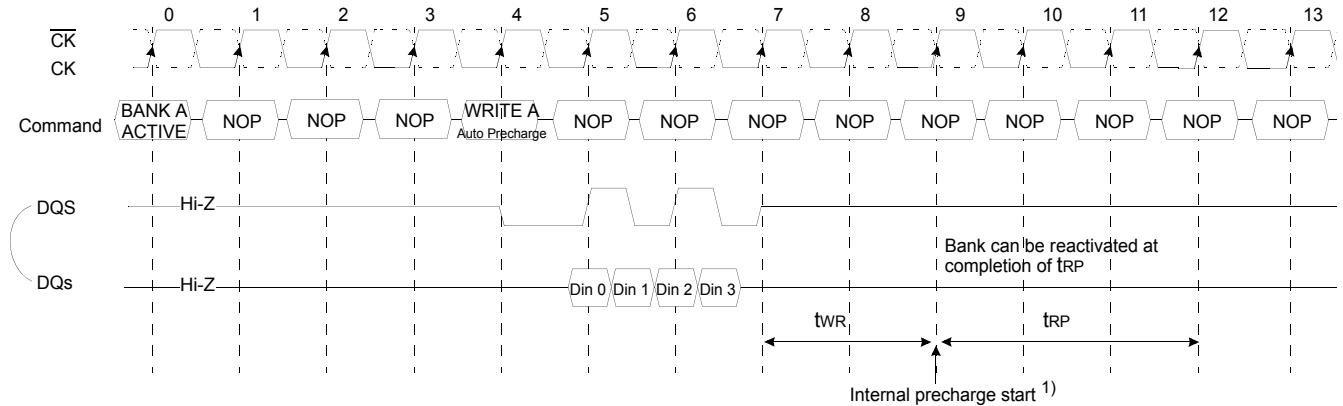 0 1 2 3 4 5 6 7 8 9 10 11 12 13
CK
CK
Command
BANK A
ACTIVE
NOP NOP NOP
WRITE A
Auto Precharge
NOP NOP NOP NOP NOP NOP NOP NOP NOP
DQS Hi-Z
Bank can be reactivated at
completion of tRP
DQs Hi-Z Din 0 Din 1 Din 2 Din 3
tWR tRP
Internal precharge start 1)